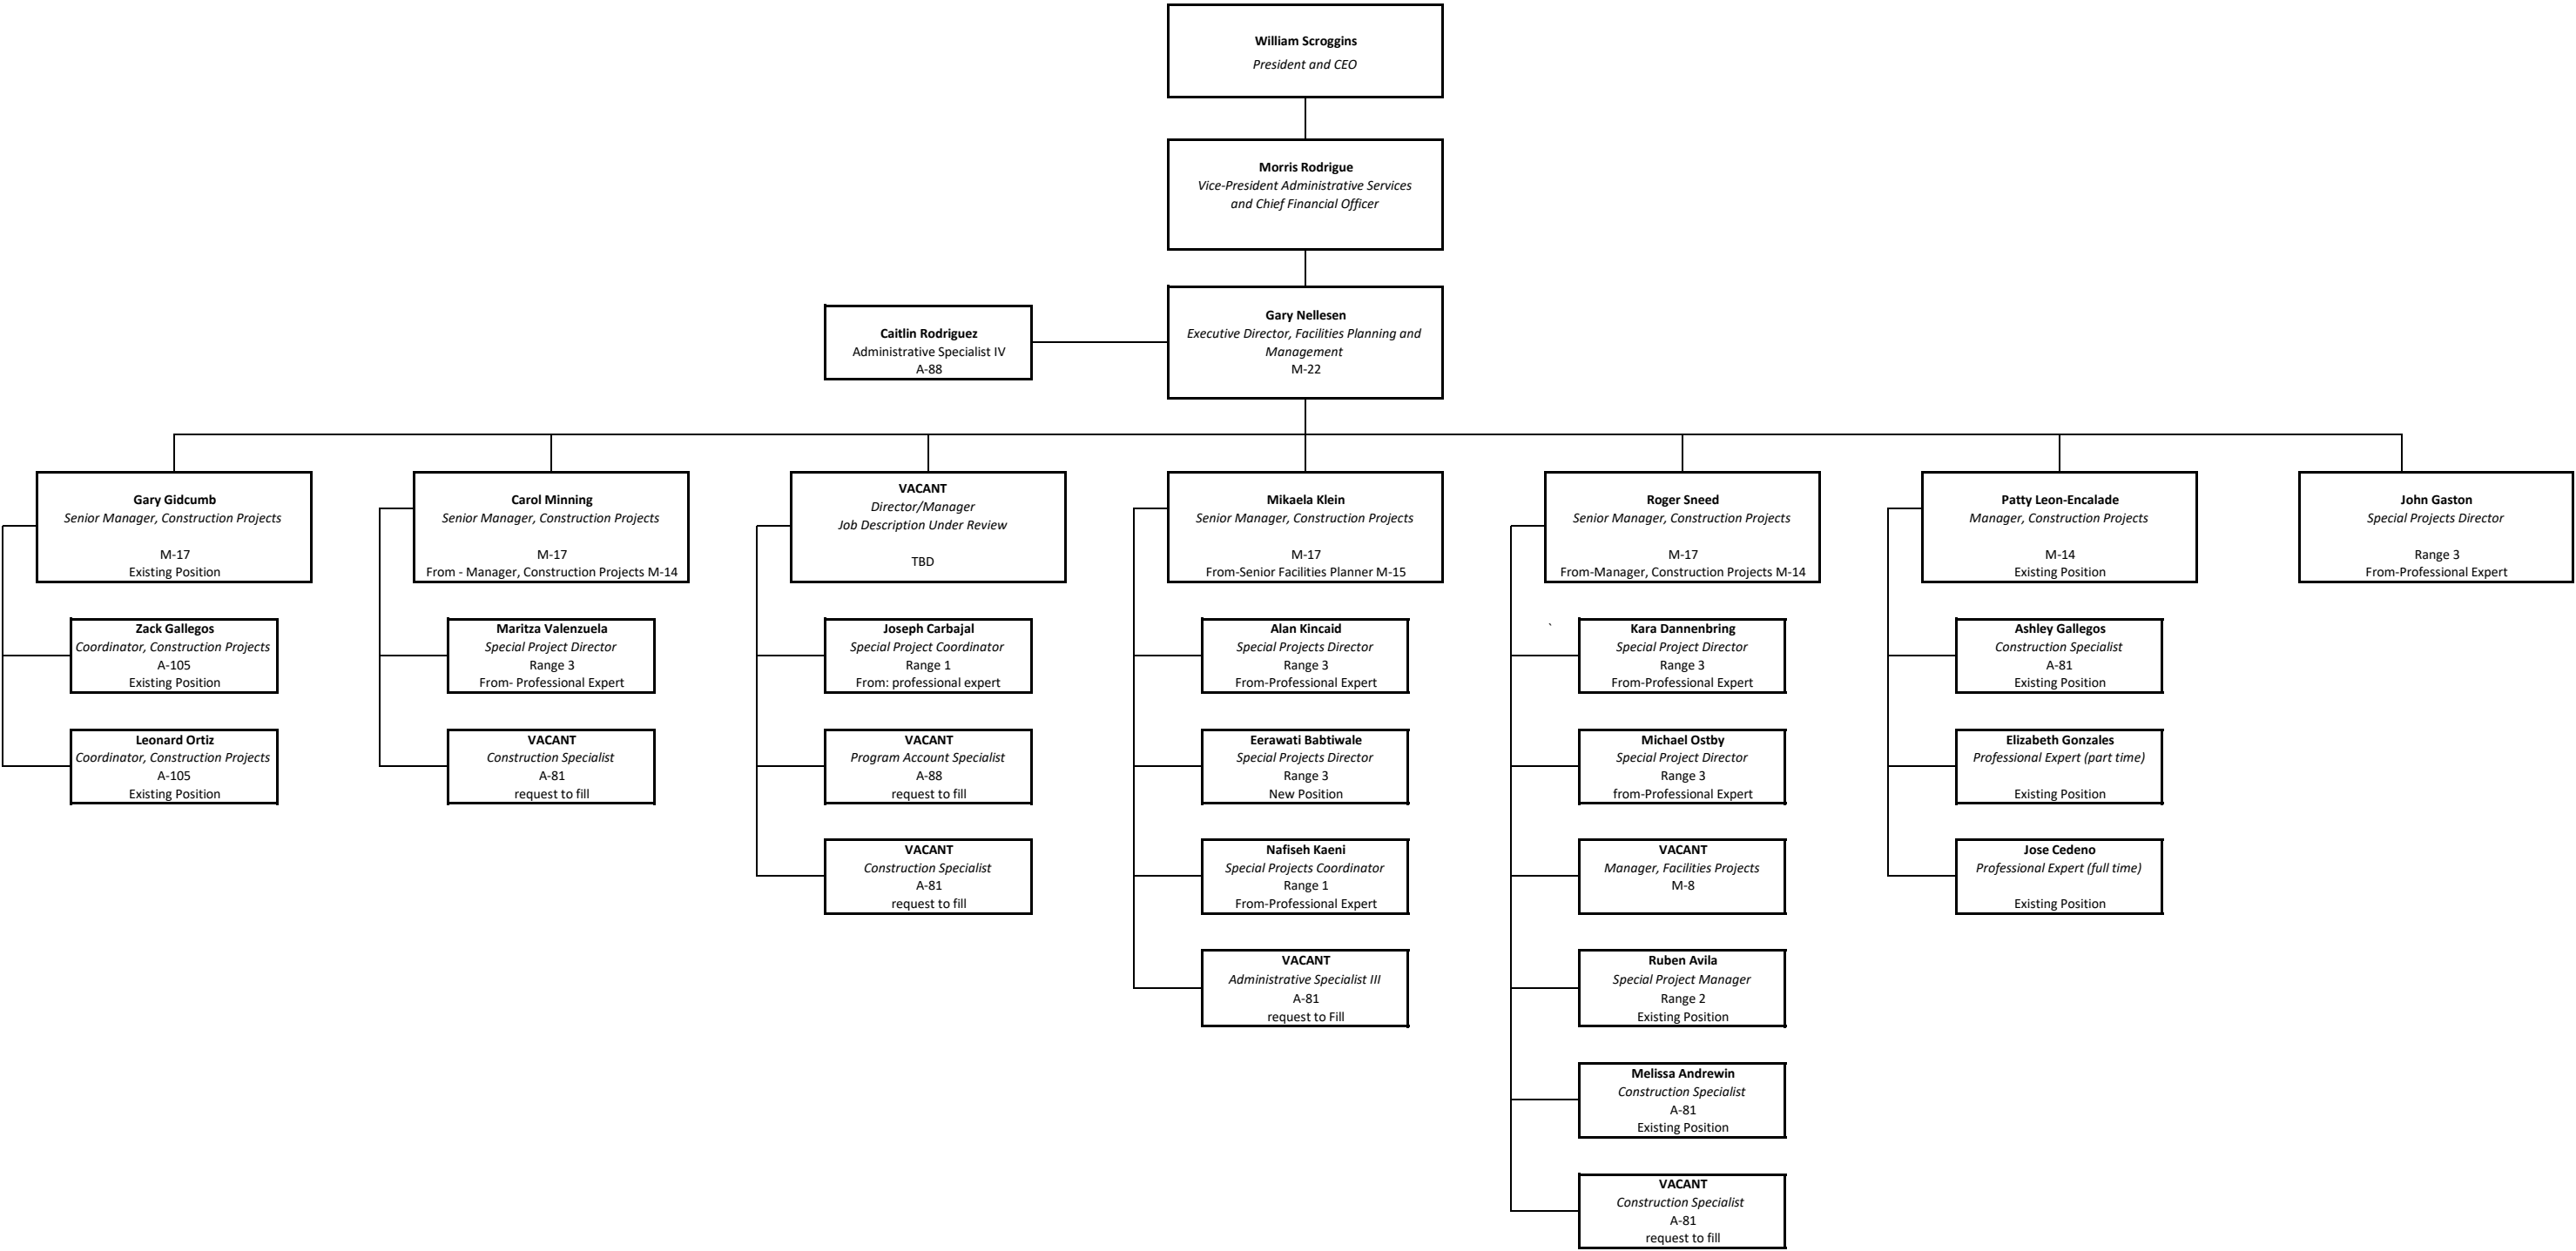 William Scroggins
President and CEO
Morris Rodrigue
Vice-President Administrative Services
and Chief Financial Officer
Gary Nellesen
Executive Director, Facilities Planning and
Management
M-22
Caitlin Rodriguez
Administrative Specialist IV
A-88
Gary Gidcumb
Senior Manager, Construction Projects
M-17
Existing Position
Zack Gallegos
Coordinator, Construction Projects
A-105
Existing Position
Leonard Ortiz
Coordinator, Construction Projects
A-105
Existing Position
Carol Minning
Senior Manager, Construction Projects
M-17
From - Manager, Construction Projects M-14
Maritza Valenzuela
Special Project Director
Range 3
From- Professional Expert
VACANT
Construction Specialist
A-81
request to fill
VACANT
Director/Manager
Job Description Under Review
TBD
Joseph Carbajal
Special Project Coordinator
Range 1
From: professional expert
VACANT
Program Account Specialist
A-88
request to fill
VACANT
Construction Specialist
A-81
request to fill
Mikaela Klein
Senior Manager, Construction Projects
M-17
From-Senior Facilities Planner M-15
Alan Kincaid
Special Projects Director
Range 3
From-Professional Expert
Eerawati Babtiwale
Special Projects Director
Range 3
New Position
Nafiseh Kaeni
Special Projects Coordinator
Range 1
From-Professional Expert
VACANT
Administrative Specialist III
A-81
request to Fill
Roger Sneed
Senior Manager, Construction Projects
M-17
From-Manager, Construction Projects M-14
`
Kara Dannenbring
Special Project Director
Range 3
From-Professional Expert
Michael Ostby
Special Project Director
Range 3
from-Professional Expert
VACANT
Manager, Facilities Projects
M-8
Ruben Avila
Special Project Manager
Range 2
Existing Position
Melissa Andrewin
Construction Specialist
A-81
Existing Position
VACANT
Construction Specialist
A-81
request to fill
Patty Leon-Encalade
Manager, Construction Projects
M-14
Existing Position
Ashley Gallegos
Construction Specialist
A-81
Existing Position
Elizabeth Gonzales
Professional Expert (part time)
Existing Position
Jose Cedeno
Professional Expert (full time)
Existing Position
John Gaston
Special Projects Director
Range 3
From-Professional Expert